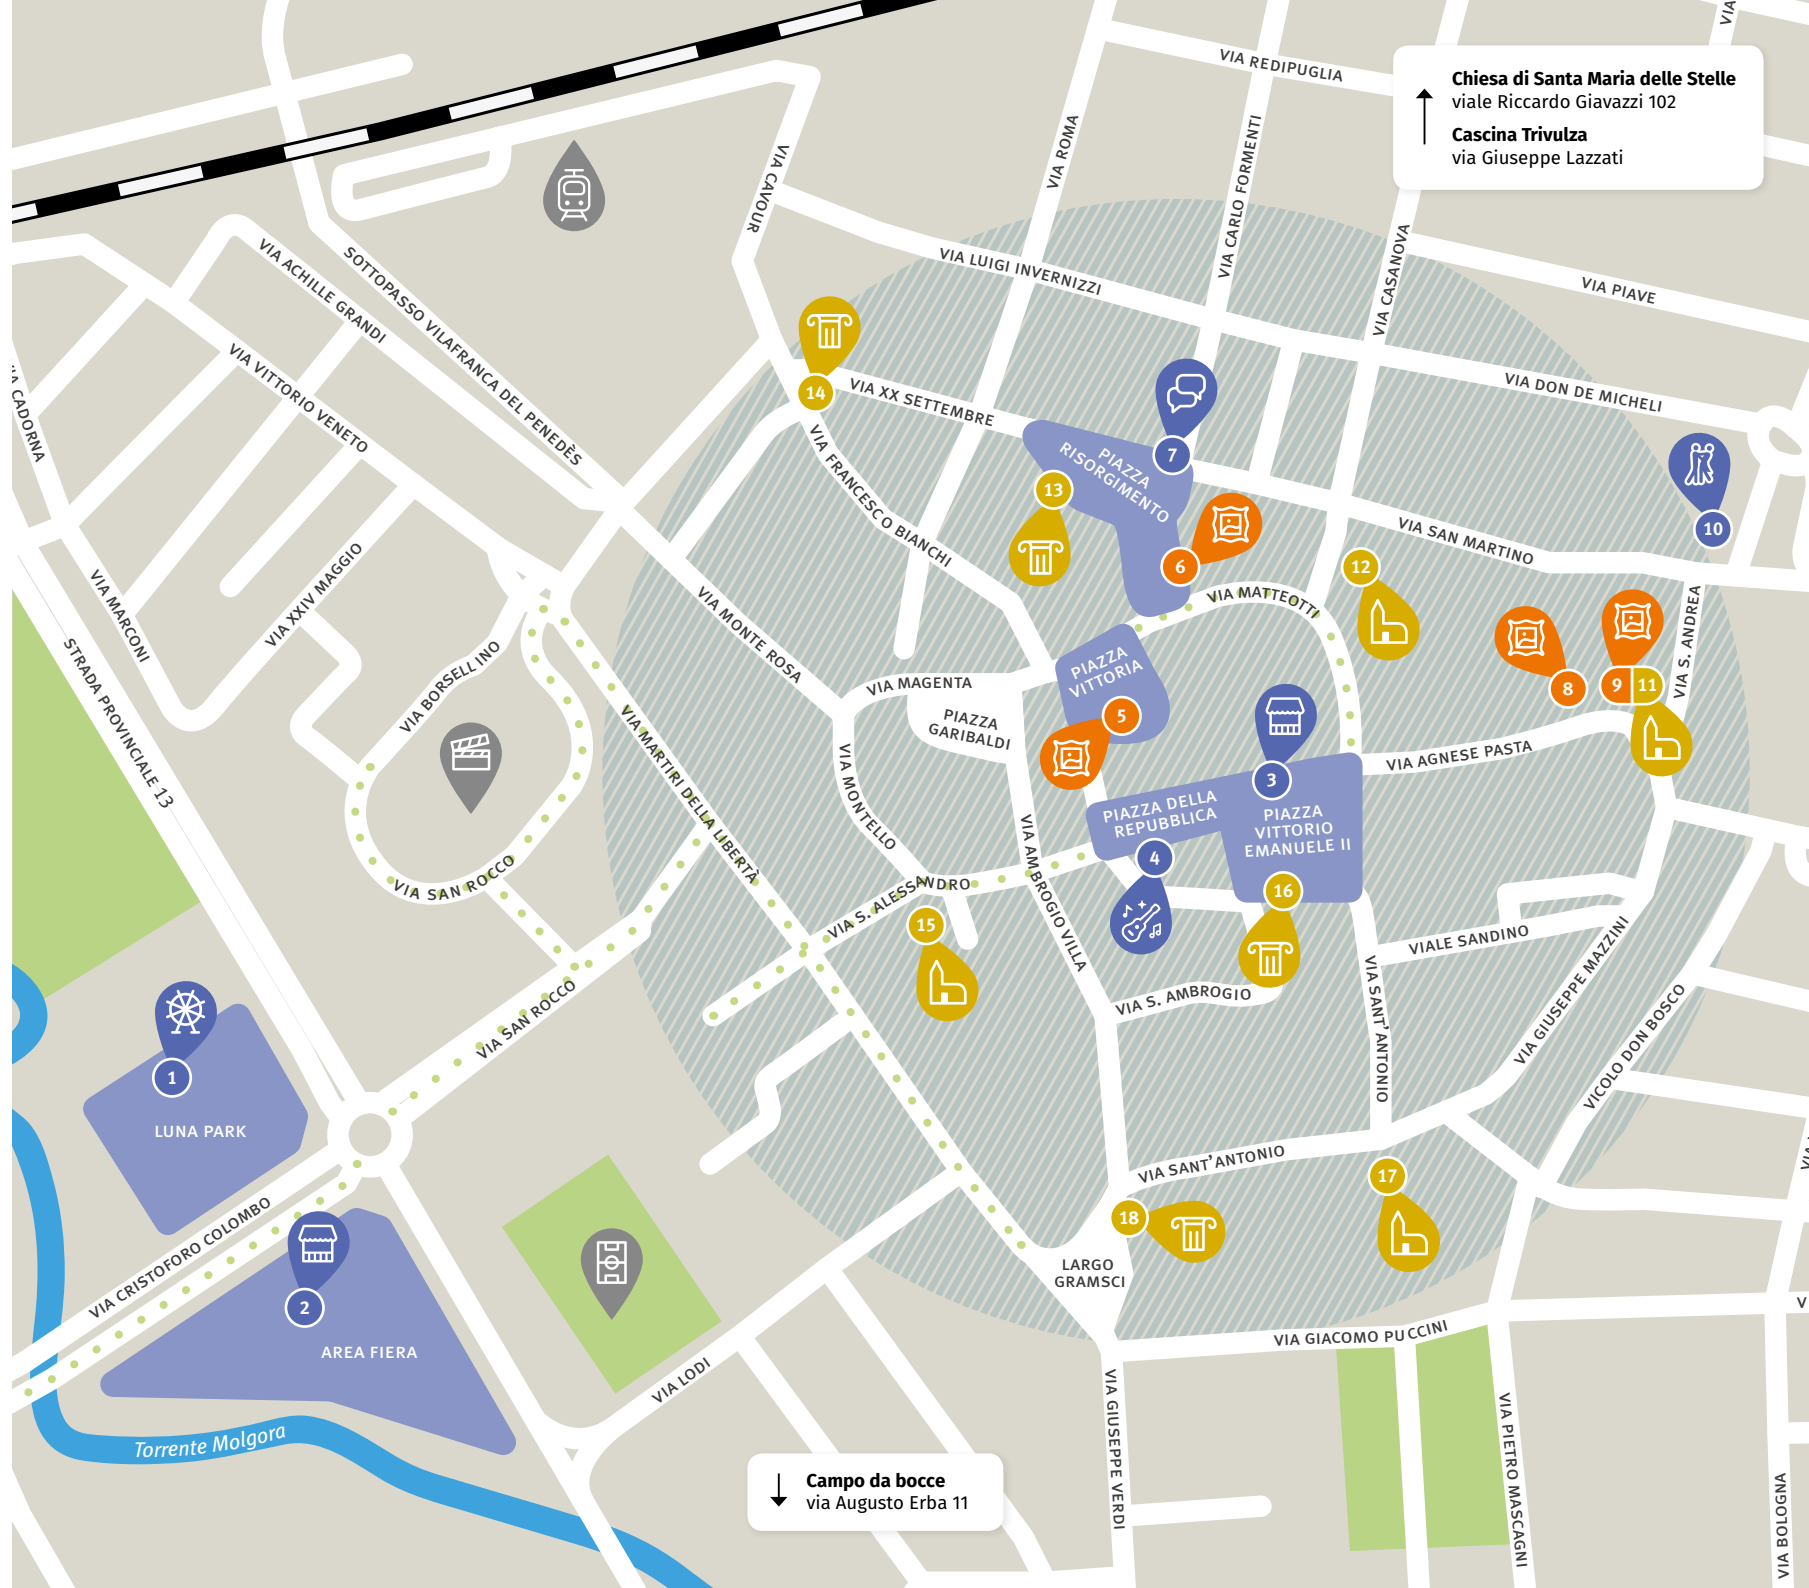 VIA
VIA REDIPUGLIA
Chiesa di Santa Maria delle Stelle
viale Riccardo Giavazzi 102
Cascina Trivulza
via Giuseppe Lazzati
VIA CAVOUR
VIA ROMA
VIA CARLO FORMENTI
VIA CASANOVA
VIA ACHILLE GRANDI
SOTTOPASSO VILAFRANCA DEL PENEDÈS
VIA LUIGI INVERNIZZI
VIA PIAVE
VIA VITTORIO VENETO
VIA CADORNA
14
VIA XX SETTEMBRE
VIA DON DE MICHELI
VIA FRANCESCO BIANCHI
PIAZZA
RISORGIMENTO
7
13
10
6
12
VIA SAN MARTINO
VIA MARCONI
VIA XXIV MAGGIO
VIA MONTE ROSA
VIA MATTEOTTI
VIA S. ANDREA
STRADA PROVINCIALE 13
VIA BORSELLINO
VIA MAGENTA
PIAZZA
GARIBALDI
PIAZZA
VITTORIA
5
8
9
11
VIA MARTIRI DELLA LIBERTÀ
VIA MONTELLO
3
VIA AGNESE PASTA
PIAZZA DELLA
REPUBBLICA
PIAZZA
VITTORIO
EMANUELE II
4
16
VIA SAN ROCCO
VIA S. ALESSANDRO
VIA AMBROGIO VILLA
15
VIALE SANDINO
VIA GIUSEPPE MAZZINI
VIA SAN ROCCO
VIA S. AMBROGIO
VIA SANT'ANTONIO
VICOLO DON BOSCO
1
LUNA PARK
VIA SANT'ANTONIO
17
18
VIA CRISTOFORO COLOMBO
2
AREA FIERA
LARGO
GRAMSCI
VIA GIACOMO PUCCINI
V
VIA LODI
Torrente Molgora
VIA GIUSEPPE VERDI
VIA PIETRO MASCAGNI
VIA BOLOGNA
Campo da bocce
via Augusto Erba 11